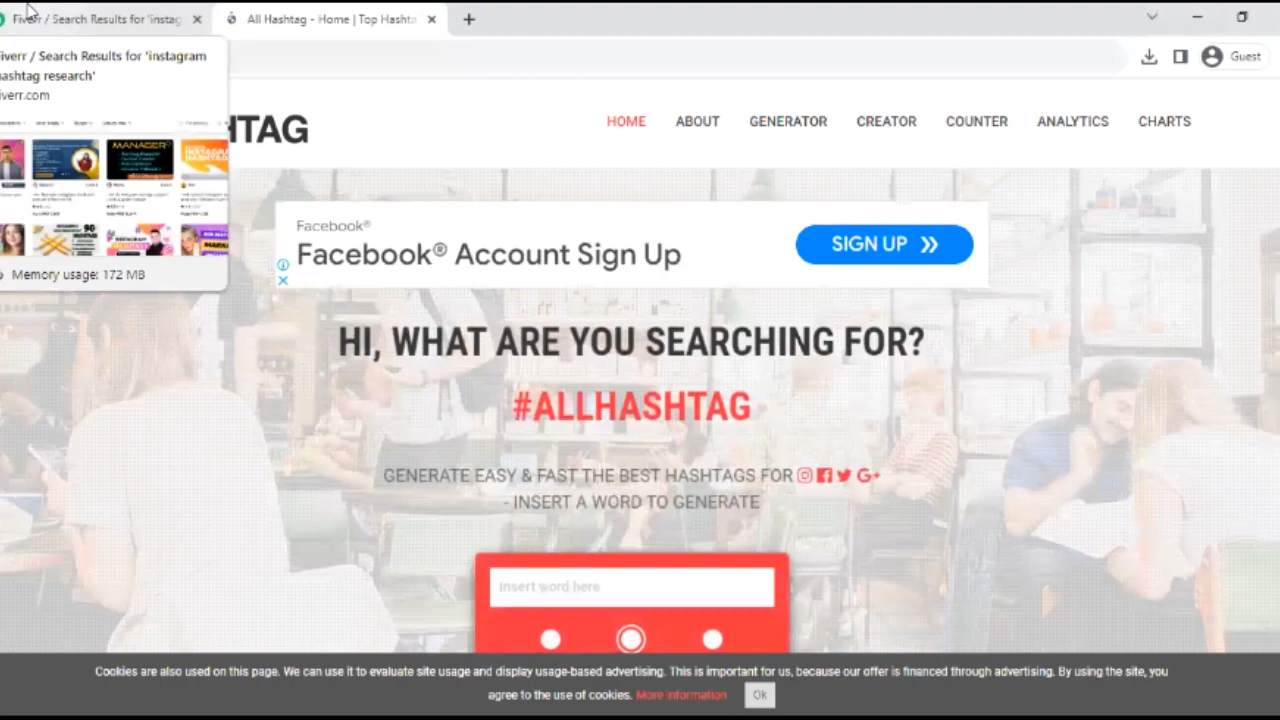 Fiverr / Search Results for 'instag
All Hashtag - Home | Top Hashta
iverr / Search Results for 'instagram
ashtag research'
verr.com
Guest
HTAG
HOME
ABOUT
GENERATOR
CREATOR
COUNTER
ANALYTICS
CHARTS
MANAGER
Memory usage: 172 MB
Facebook®
Facebook® Account Sign Up
SIGN UP »
HI, WHAT ARE YOU SEARCHING FOR?
#ALLHASHTAG
GENERATE EASY & FAST THE BEST HASHTAGS FOR
- INSERT A WORD TO GENERATE
Insert word here
Cookies are also used on this page. We can use it to evaluate site usage and display usage-based advertising. This is important for us, because our offer is financed through advertising. By using the site, you
agree to the use of cookies. More information Ok